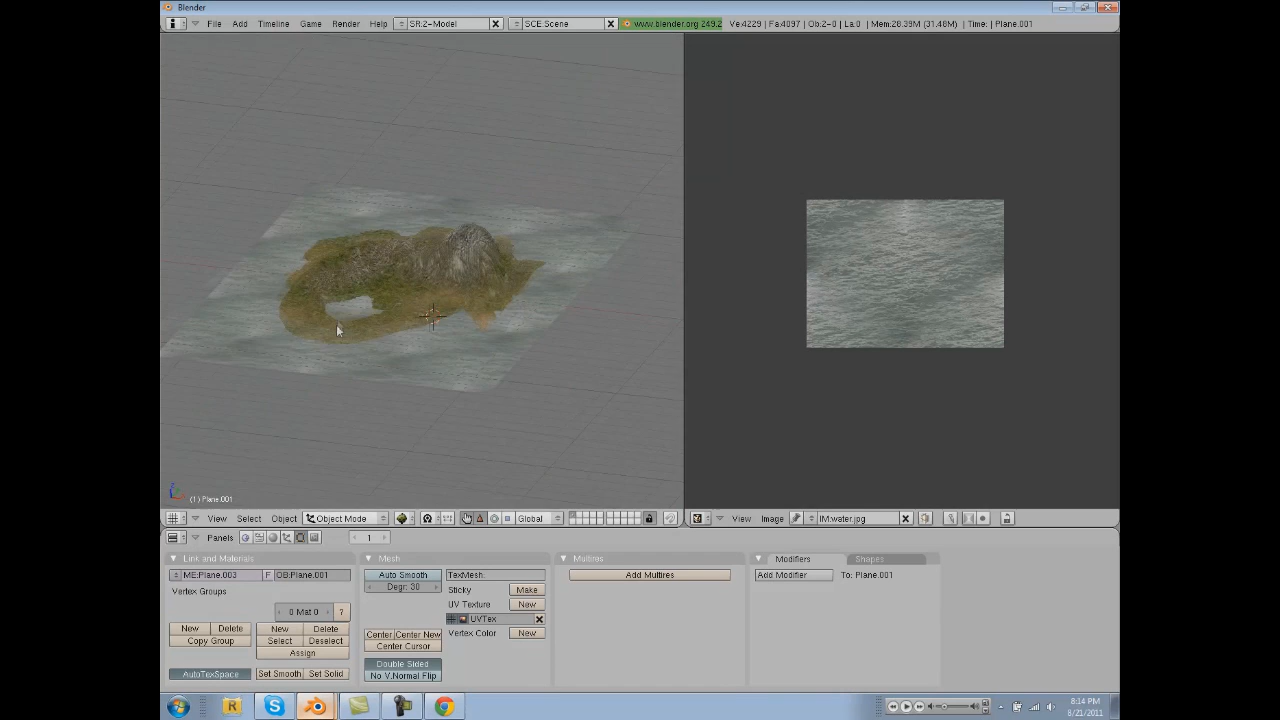 Blender
File Add Timeline Game Render Help SR:2-Model SCE:Scene www.blender.org 249.2 Ve:4229 | Fa:4097 | Ob:2-0 | La:0 | Mem:28.39M (31.48M) | Time: | Plane.001
(1) Plane.001
View Select Object Object Mode Global View Image IM:water.jpg
Panels 1
Link and Materials Mesh Multires Modifiers Shapes
ME:Plane.003 F OB:Plane.001 Auto Smooth TexMesh: Add Multires Add Modifier To: Plane.001
Degr: 30
Vertex Groups Sticky Make
UV Texture New
0 Mat 0 ? UVTex
New Delete New Delete Center Center New Vertex Color New
Copy Group Select Deselect Center Cursor
Assign
Double Sided
AutoTexSpace Set Smooth Set Solid No V.Normal Flip
8:14 PM
8/21/2011